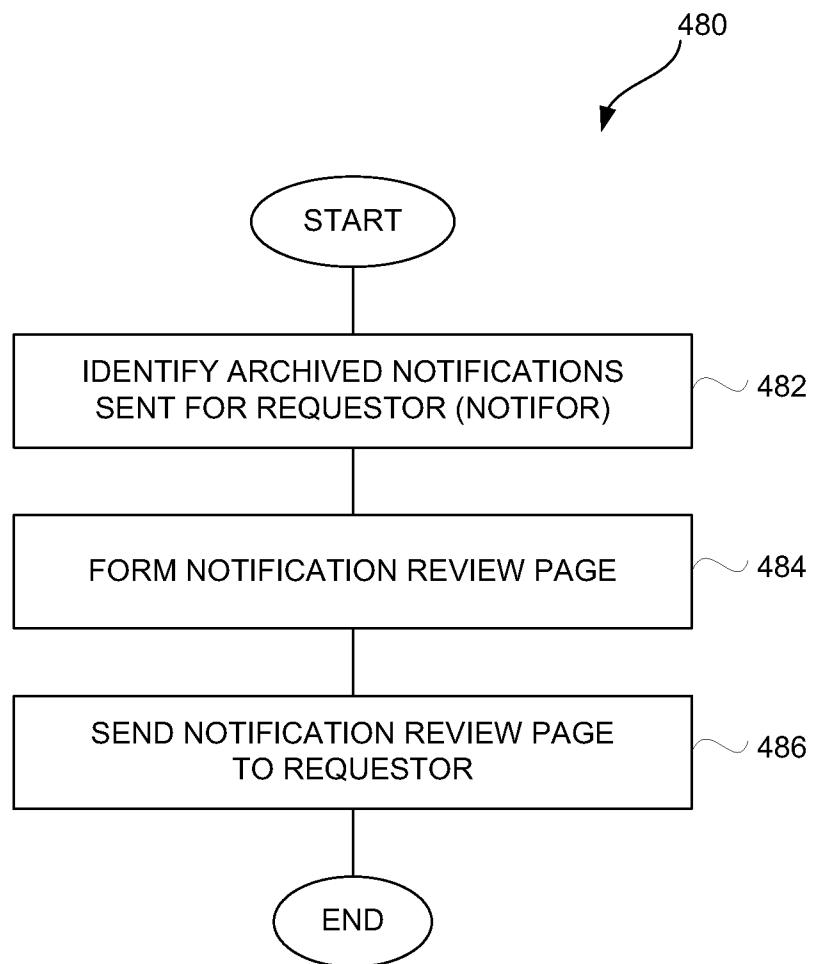 480
START
IDENTIFY ARCHIVED NOTIFICATIONS
SENT FOR REQUESTOR (NOTIFOR)
482
FORM NOTIFICATION REVIEW PAGE
484
SEND NOTIFICATION REVIEW PAGE
TO REQUESTOR
486
END